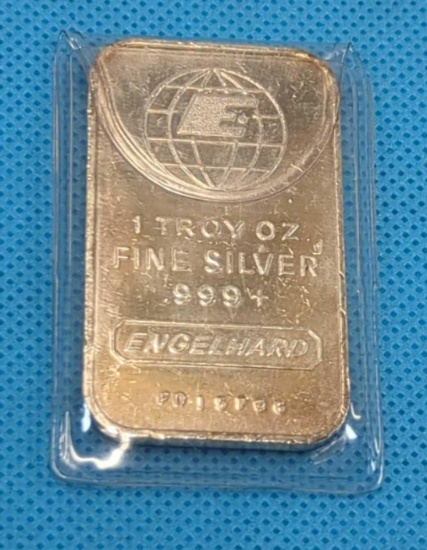 E
1 TROY OZ
FINE SILVER
999+
ENGELHARD